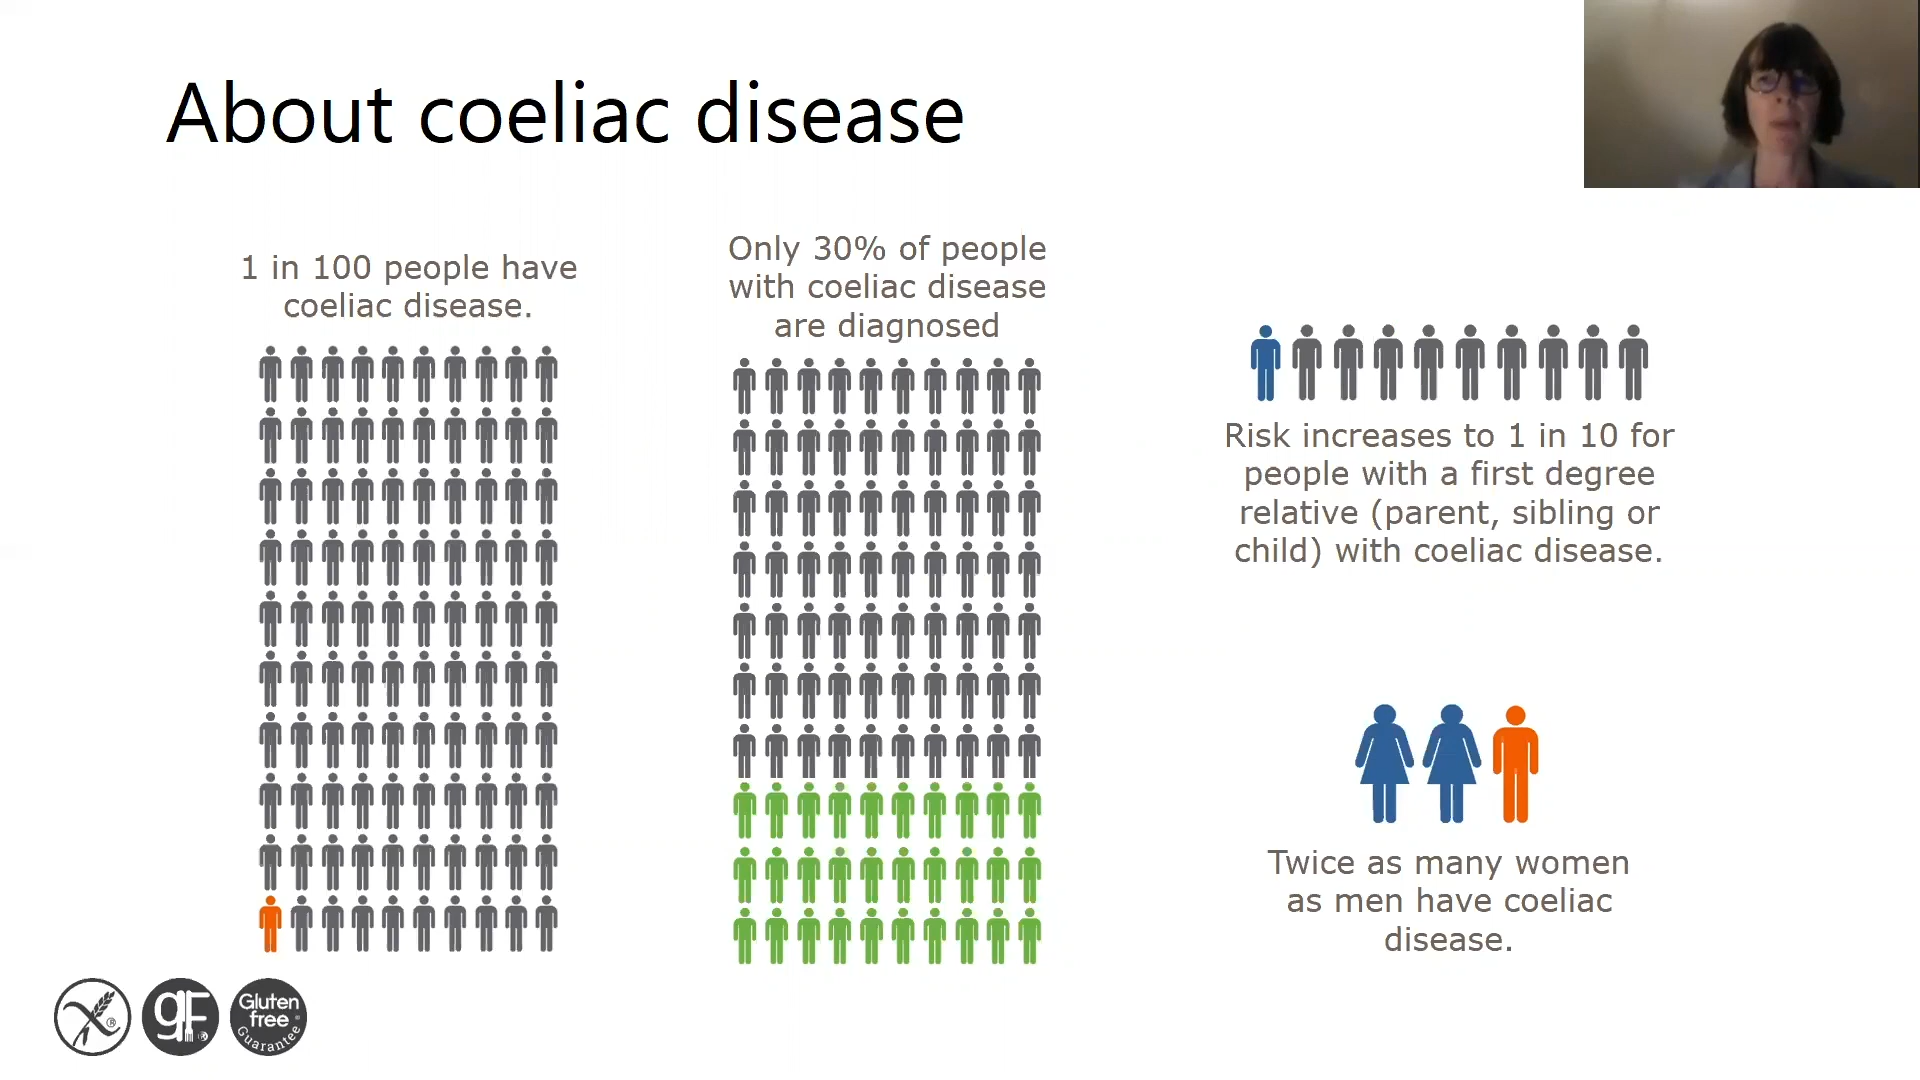 About coeliac disease
1 in 100 people have
coeliac disease.
Only 30% of people
with coeliac disease
are diagnosed
Risk increases to 1 in 10 for
people with a first degree
relative (parent, sibling or
child) with coeliac disease.
Twice as many women
as men have coeliac
disease.
®
gf
Gluten
free
Guarantee